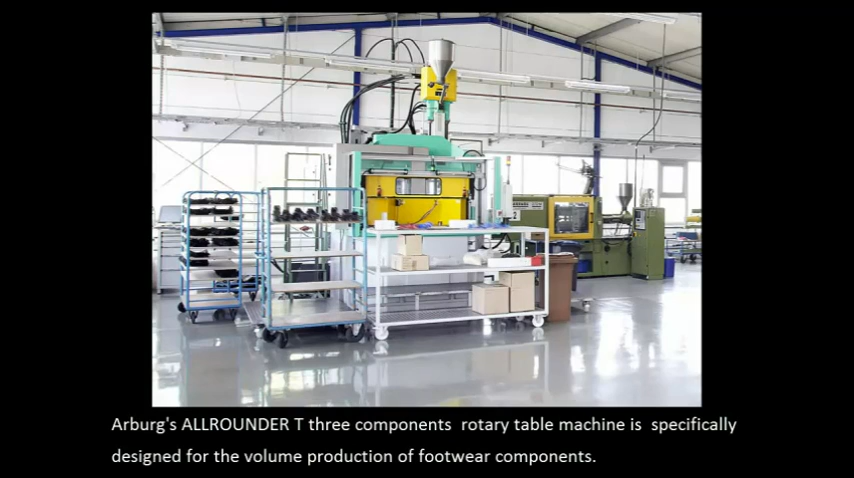 Arburg's ALLROUNDER T three components rotary table machine is specifically
designed for the volume production of footwear components.